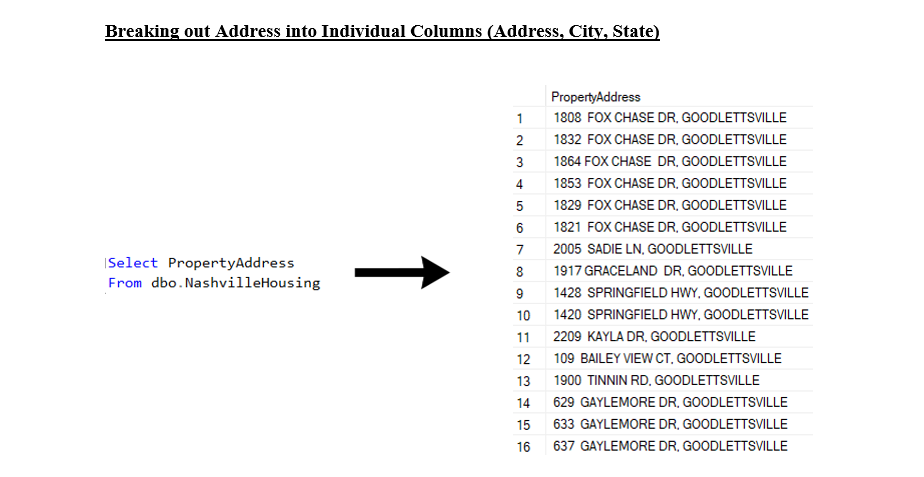 Breaking out Address into Individual Columns (Address, City, State)
Select PropertyAddress
From dbo.NashvilleHousing
PropertyAddress
1 1808 FOX CHASE DR, GOODLETTSVILLE
2 1832 FOX CHASE DR, GOODLETTSVILLE
3 1864 FOX CHASE DR, GOODLETTSVILLE
4 1853 FOX CHASE DR, GOODLETTSVILLE
5 1829 FOX CHASE DR, GOODLETTSVILLE
6 1821 FOX CHASE DR, GOODLETTSVILLE
7 2005 SADIE LN, GOODLETTSVILLE
8 1917 GRACELAND DR, GOODLETTSVILLE
9 1428 SPRINGFIELD HWY, GOODLETTSVILLE
10 1420 SPRINGFIELD HWY, GOODLETTSVILLE
11 2209 KAYLA DR, GOODLETTSVILLE
12 109 BAILEY VIEW CT, GOODLETTSVILLE
13 1900 TINNIN RD, GOODLETTSVILLE
14 629 GAYLEMORE DR, GOODLETTSVILLE
15 633 GAYLEMORE DR, GOODLETTSVILLE
16 637 GAYLEMORE DR, GOODLETTSVILLE